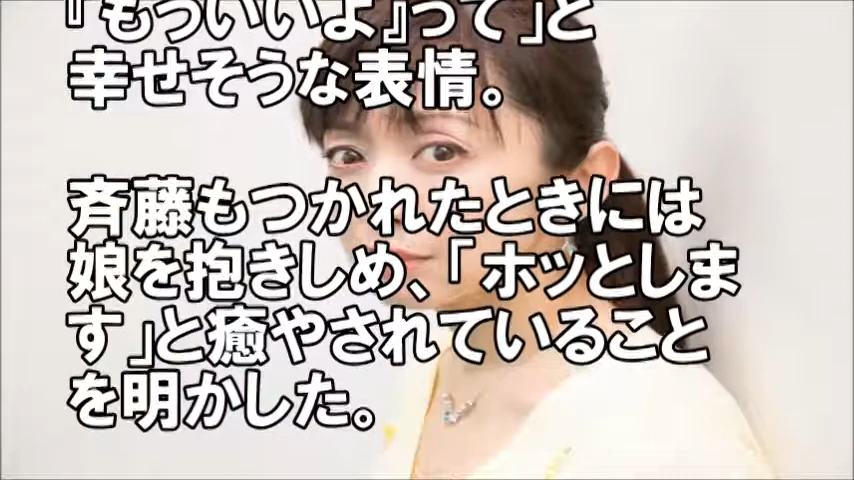 『もういいよ』って」と
幸せそうな表情。
斉藤もつかれたときには
娘を抱きしめ、「ホッとしま
す」と癒やされていること
を明かした。